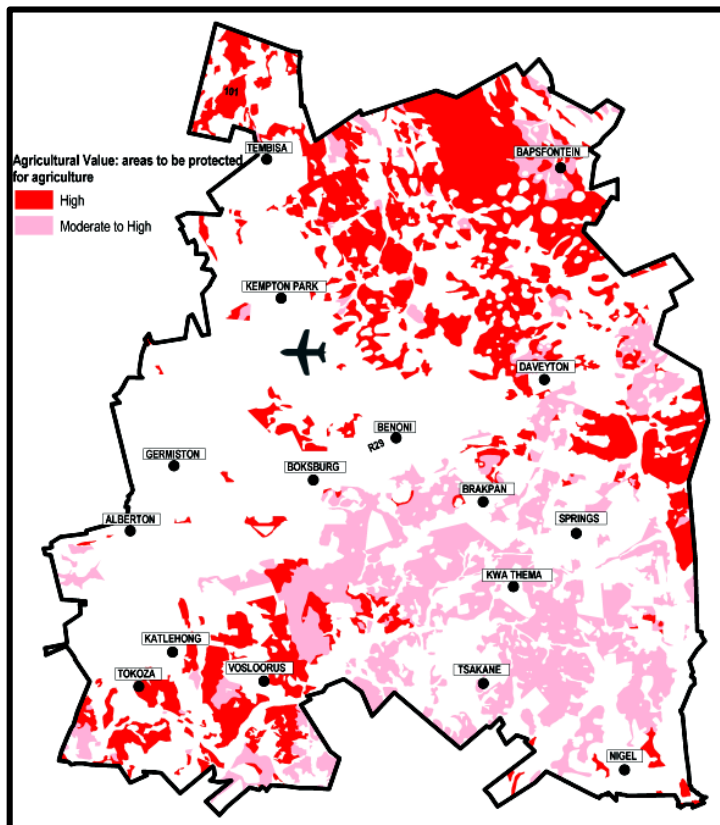 101
TEMBISA
Agricultural Value: areas to be protected
for agriculture
High
Moderate to High
BAPSFONTEIN
KEMPTON PARK
DAVEYTON
BENONI
R29
GERMISTON
BOKSBURG
BRAKPAN
ALBERTON
SPRINGS
KWA THEMA
KATLEHONG
TOKOZA
VOSLOORUS
TSAKANE
NIGEL